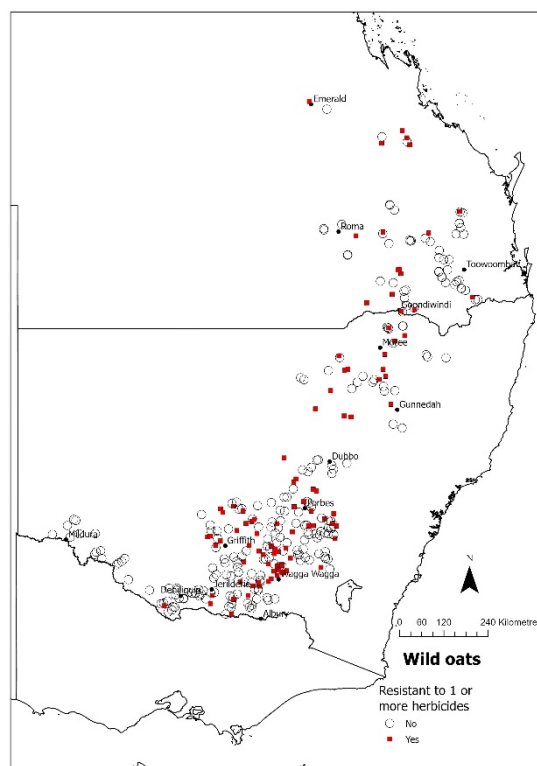 Emerald
Roma
Toowoomba
Goondiwindi
Moree
Gunnedah
Dubbo
Forbes
Mildura
Griffith
Wagga Wagga
Jerilderie
Deniliquin
Albury
N
0 60 120 240 Kilometre
Wild oats
Resistant to 1 or
more herbicides
No
Yes